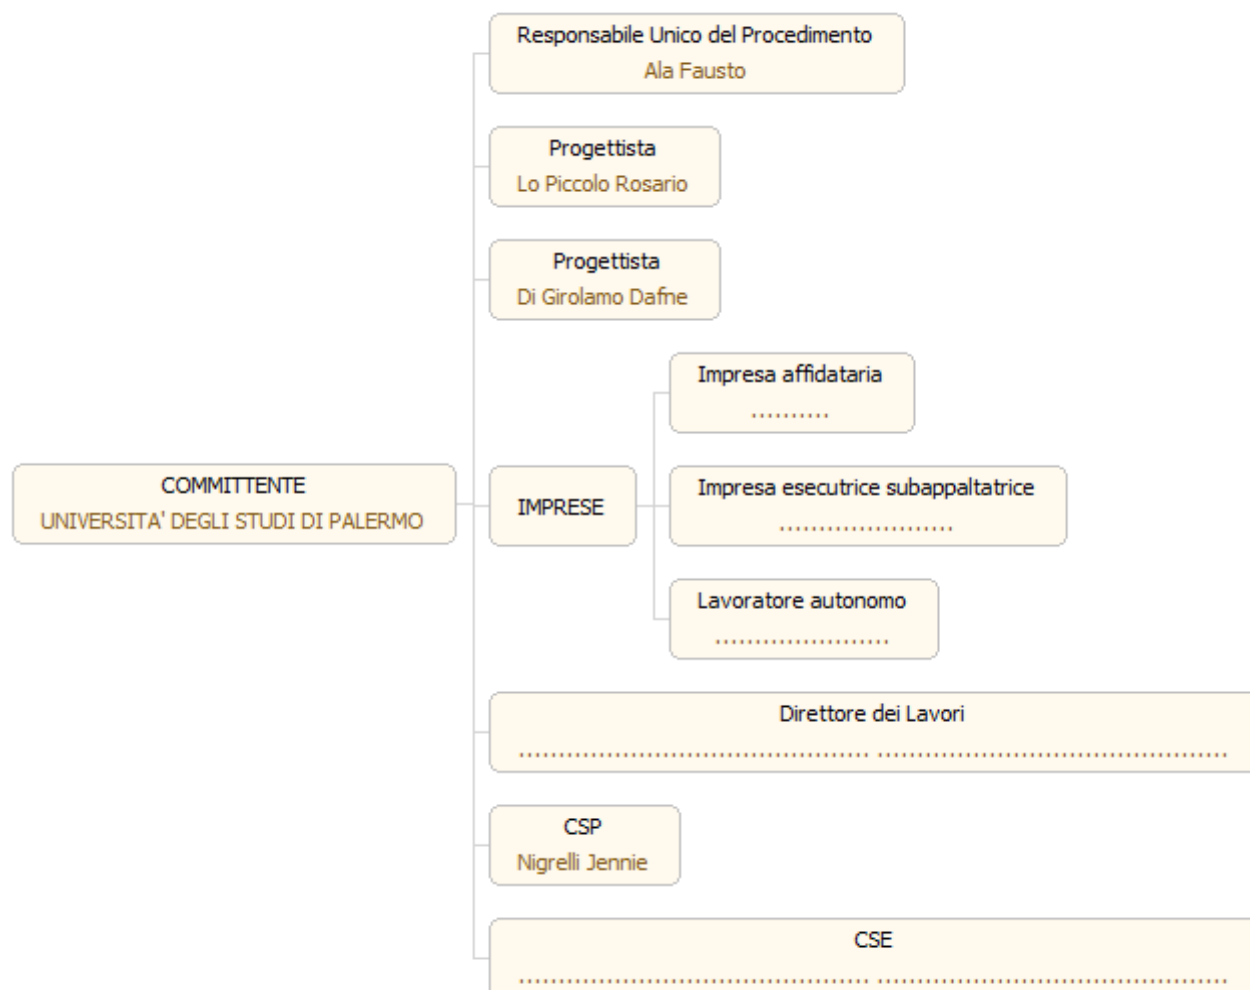 Responsabile Unico del Procedimento
Ala Fausto
Progettista
Lo Piccolo Rosario
Progettista
Di Girolamo Dafne
Impresa affidataria
..........
COMMITTENTE
UNIVERSITA' DEGLI STUDI DI PALERMO
IMPRESE
Impresa esecutrice subappaltatrice
......................
Lavoratore autonomo
......................
Direttore dei Lavori
............................................ ............................................
CSP
Nigrelli Jennie
CSE
............................................ ............................................